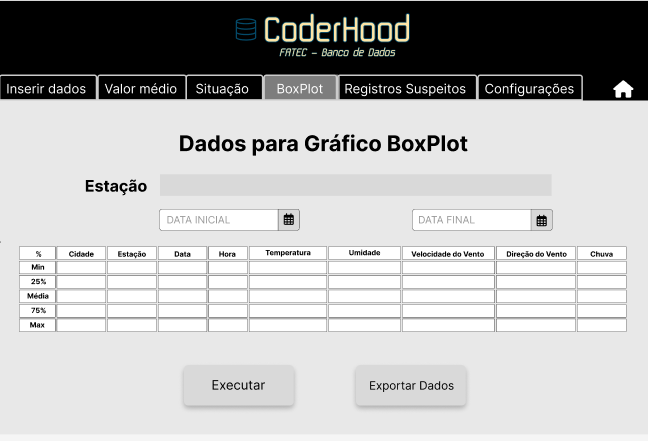 CoderHood
FATEC - Banco de Dados
Inserir dados Valor médio Situação BoxPlot Registros Suspeitos Configurações
Dados para Gráfico BoxPlot
Estação
DATA INICIAL DATA FINAL
% Cidade Estação Data Hora Temperatura Umidade Velocidade do Vento Direção do Vento Chuva
Min
25%
Média
75%
Max
Executar Exportar Dados